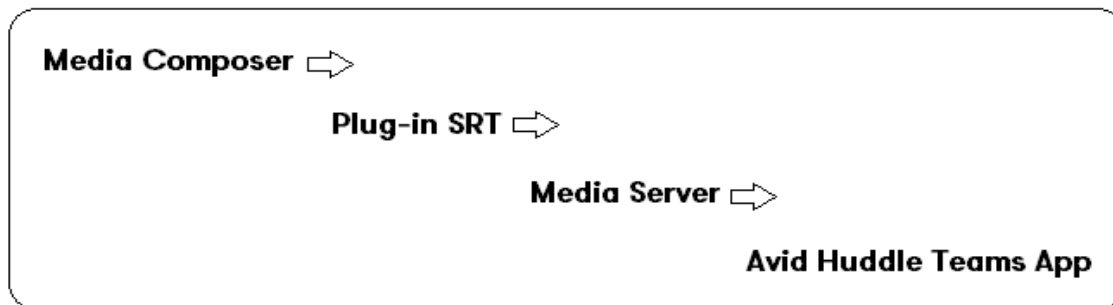 Media Composer
Plug-in SRT
Media Server
Avid Huddle Teams App